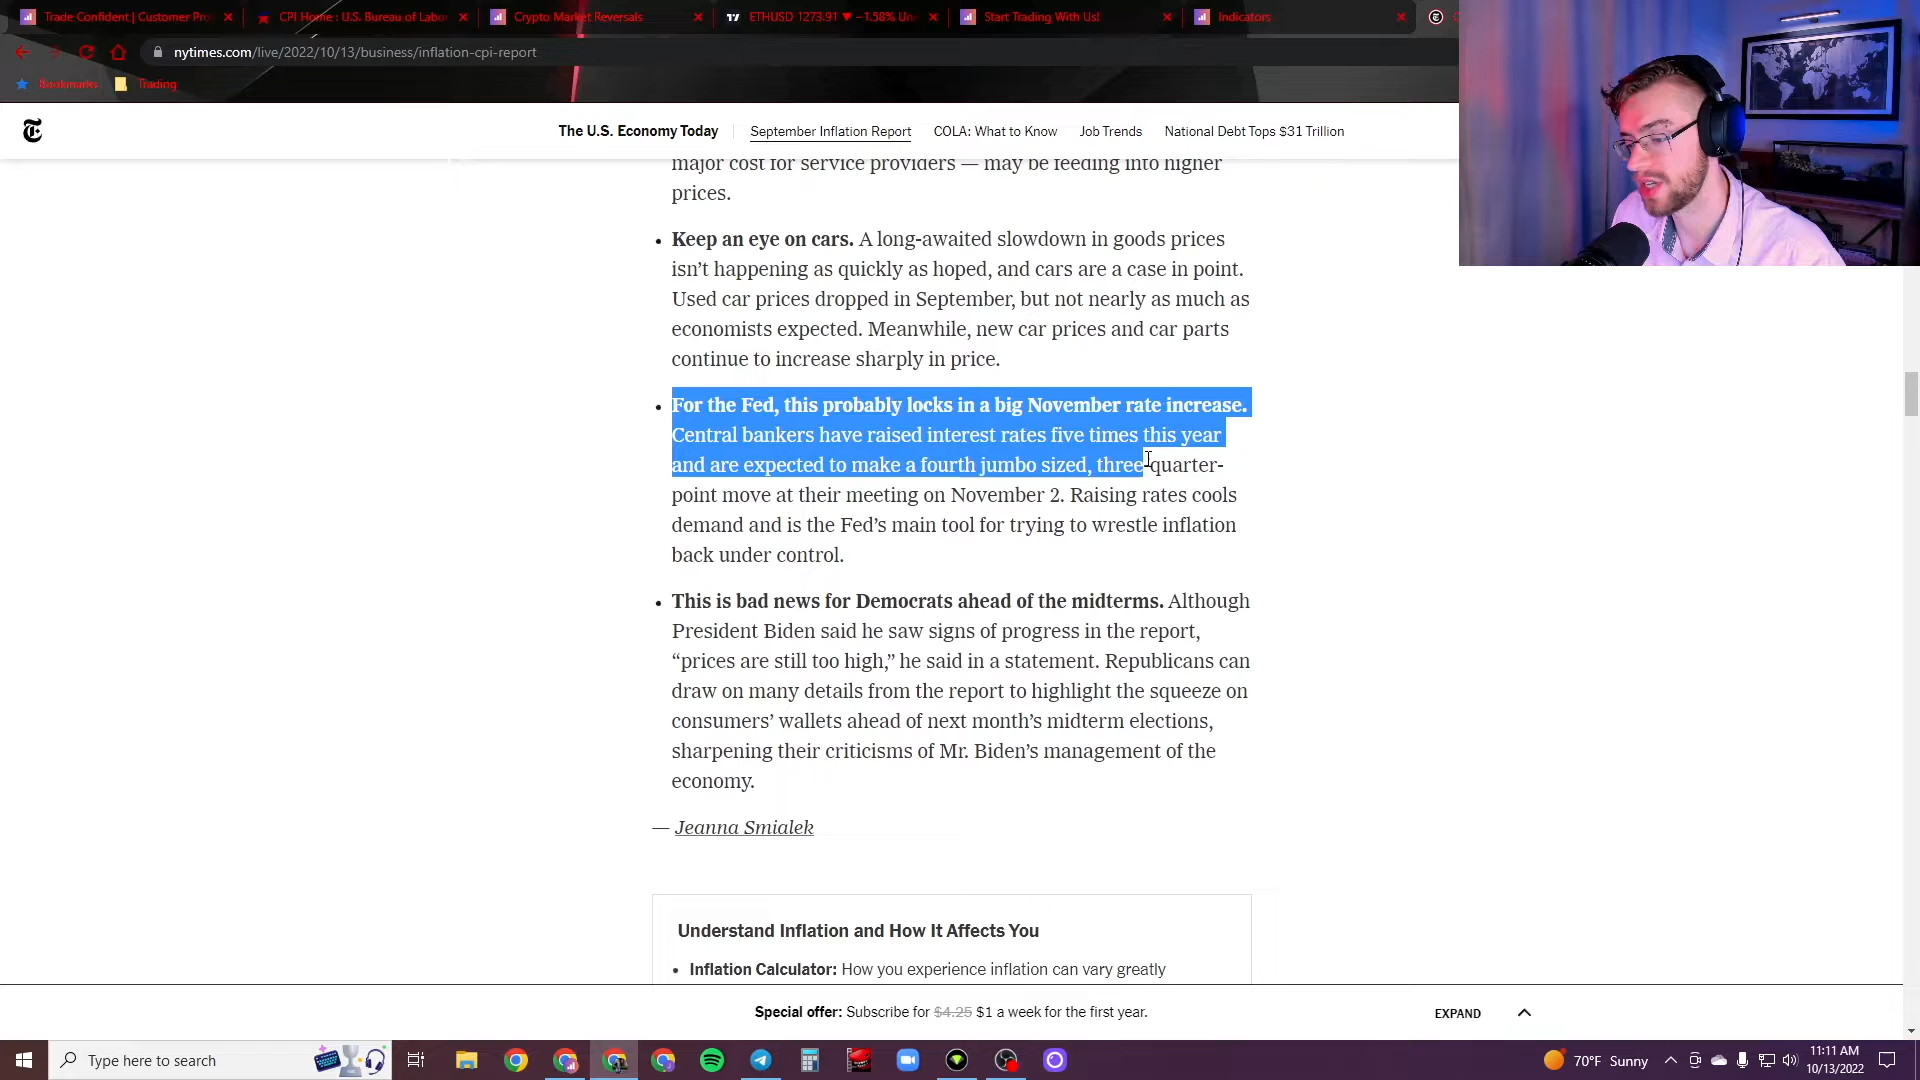 Trade Confident | Customer Pro
CPI Home : U.S. Bureau of Labor
Crypto Market Reversals
ETHUSD 1273.91 ▼ −1.58% Un
Start Trading With Us!
Indicators
nytimes.com/live/2022/10/13/business/inflation-cpi-report
Bookmarks
Trading
The U.S. Economy Today
September Inflation Report
COLA: What to Know
Job Trends
National Debt Tops $31 Trillion
major cost for service providers — may be feeding into higher
prices.
• Keep an eye on cars. A long-awaited slowdown in goods prices
isn’t happening as quickly as hoped, and cars are a case in point.
Used car prices dropped in September, but not nearly as much as
economists expected. Meanwhile, new car prices and car parts
continue to increase sharply in price.
• For the Fed, this probably locks in a big November rate increase.
Central bankers have raised interest rates five times this year
and are expected to make a fourth jumbo sized, three-quarter-
point move at their meeting on November 2. Raising rates cools
demand and is the Fed’s main tool for trying to wrestle inflation
back under control.
• This is bad news for Democrats ahead of the midterms. Although
President Biden said he saw signs of progress in the report,
“prices are still too high,” he said in a statement. Republicans can
draw on many details from the report to highlight the squeeze on
consumers’ wallets ahead of next month’s midterm elections,
sharpening their criticisms of Mr. Biden’s management of the
economy.
— Jeanna Smialek
Understand Inflation and How It Affects You
• Inflation Calculator: How you experience inflation can vary greatly
Special offer: Subscribe for $4.25 $1 a week for the first year.
EXPAND
Type here to search
70°F Sunny
11:11 AM
10/13/2022